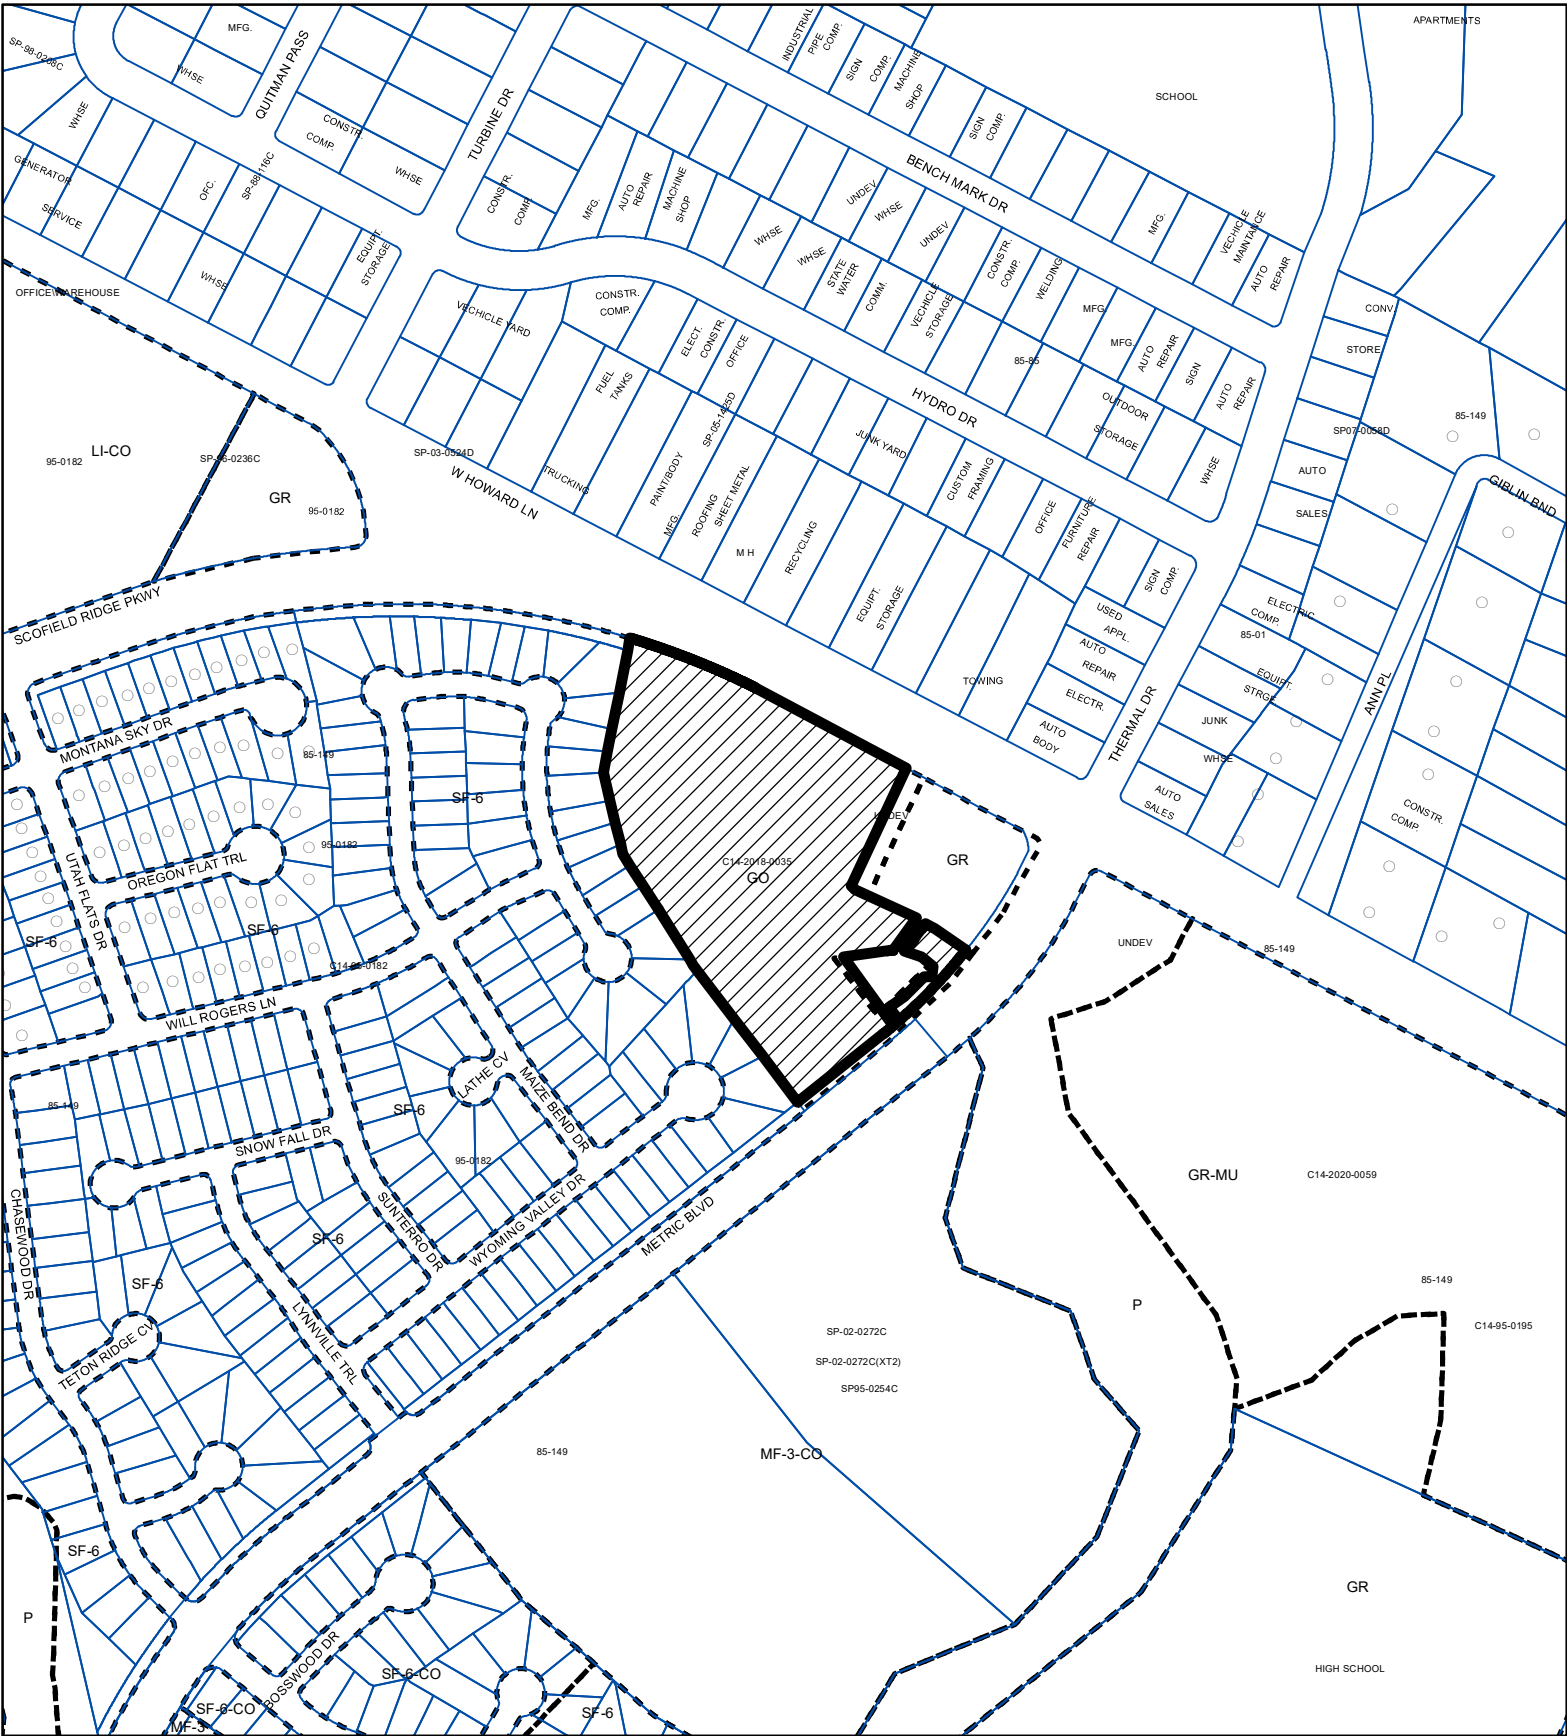 MFG.
INDUSTRIAL
PIPE
COMP.
APARTMENTS
SP-98-0208C
WHSE
QUITMAN PASS
SIGN
COMP.
MACHINE
SHOP
SCHOOL
WHSE
CONSTR.
COMP.
TURBINE DR
SIGN
COMP.
GENERATOR
SERVICE
OFC.
SP-88-116C
WHSE
CONSTR.
COMP.
MFG.
AUTO
REPAIR
MACHINE
SHOP
BENCH MARK DR
UNDEV
WHSE
UNDEV
MFG.
VECHICLE
MAINTANCE
AUTO
REPAIR
EQUIPT.
STORAGE
WHSE
WHSE
WHSE
STATE
WATER
COMM.
CONSTR.
COMP.
WELDING
VECHICLE
STORAGE
OFFICE\WAREHOUSE
VECHICLE YARD
CONSTR.
COMP.
ELECT.
CONSTR.
OFFICE
MFG.
MFG.
AUTO
REPAIR
SIGN
AUTO
REPAIR
CONV.
STORE
85-85
FUEL
TANKS
HYDRO DR
OUTDOOR
STORAGE
SP-05-1425D
85-149
SP07-0058D
LI-CO
95-0182
SP-96-0236C
SP-03-0524D
JUNK YARD
WHSE
AUTO
SALES
W HOWARD LN
TRUCKING
PAINT/BODY
MFG.
ROOFING
SHEET METAL
CUSTOM
FRAMING
GIBLIN BND
GR
95-0182
M H
RECYCLING
OFFICE
FURNITURE
REPAIR
SIGN
COMP.
SCOFIELD RIDGE PKWY
EQUIPT.
STORAGE
USED
APPL.
ELECTRIC
COMP.
85-01
AUTO
REPAIR
TOWING
ELECTR.
EQUIPT.
STRGE
ANN PL
JUNK
MONTANA SKY DR
AUTO
BODY
THERMAL DR
WHSE
85-149
SF-6
AUTO
SALES
CONSTR.
COMP.
UNDEV
95-0182
C14-2018-0035
GO
GR
UTAH FLATS DR
OREGON FLAT TRL
SF-6
SF-6
UNDEV
85-149
C14-95-0182
WILL ROGERS LN
LATHE CV
MAIZE BEND DR
85-149
SF-6
SNOW FALL DR
95-0182
GR-MU
C14-2020-0059
CHASEWOOD DR
SUNTERRO DR
WYOMING VALLEY DR
METRIC BLVD
SF-6
SF-6
85-149
P
LYNNVILLE TRL
C14-95-0195
SP-02-0272C
SP-02-0272C(XT2)
SP95-0254C
TETON RIDGE CV
85-149
MF-3-CO
SF-6
GR
P
BOSSWOOD DR
HIGH SCHOOL
SF-6-CO
SF-6-CO
SF-6
MF-3